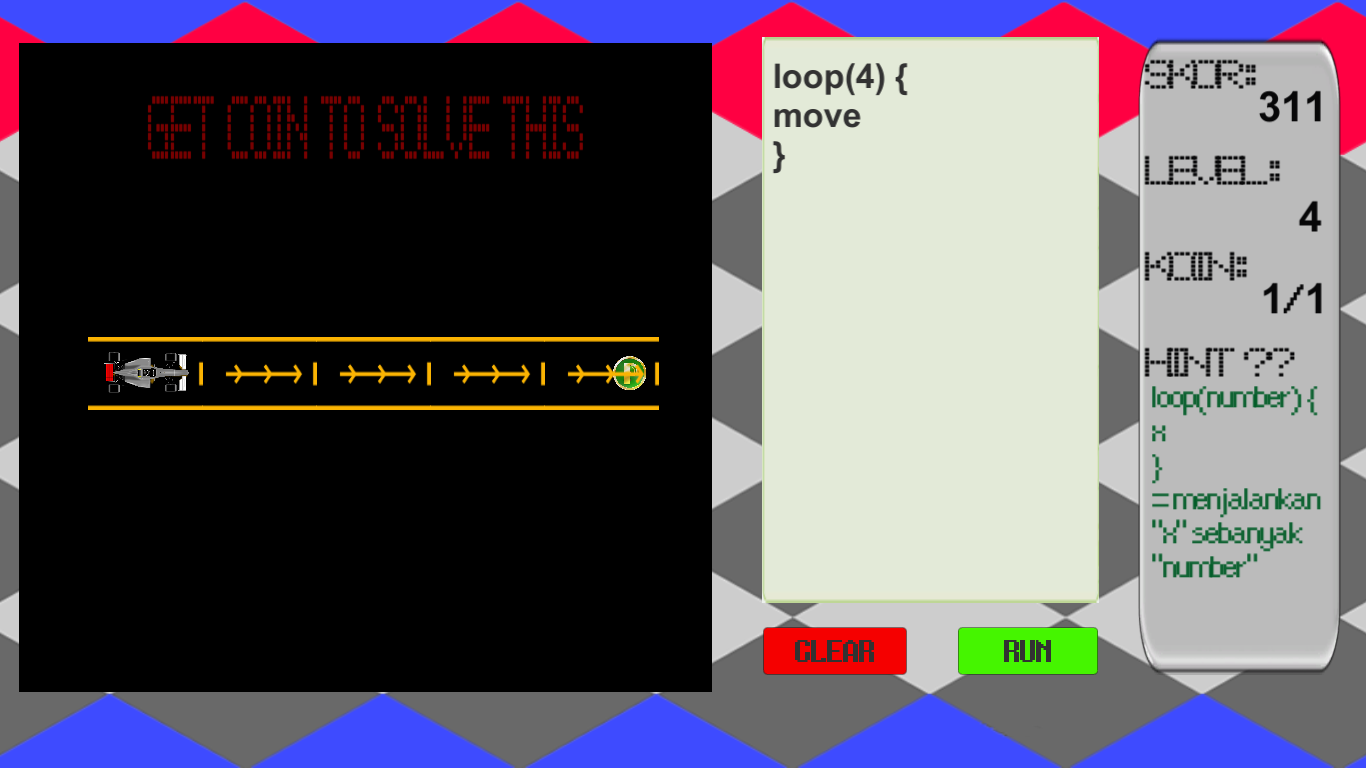 GET COIN TO SOLVE THIS
loop(4) {
move
}
CLEAR
RUN
SKOR:
311
LEVEL:
4
KOIN:
1/1
HINT ??
loop(number) {
x
}
=menjalankan
"x" sebanyak
"number"